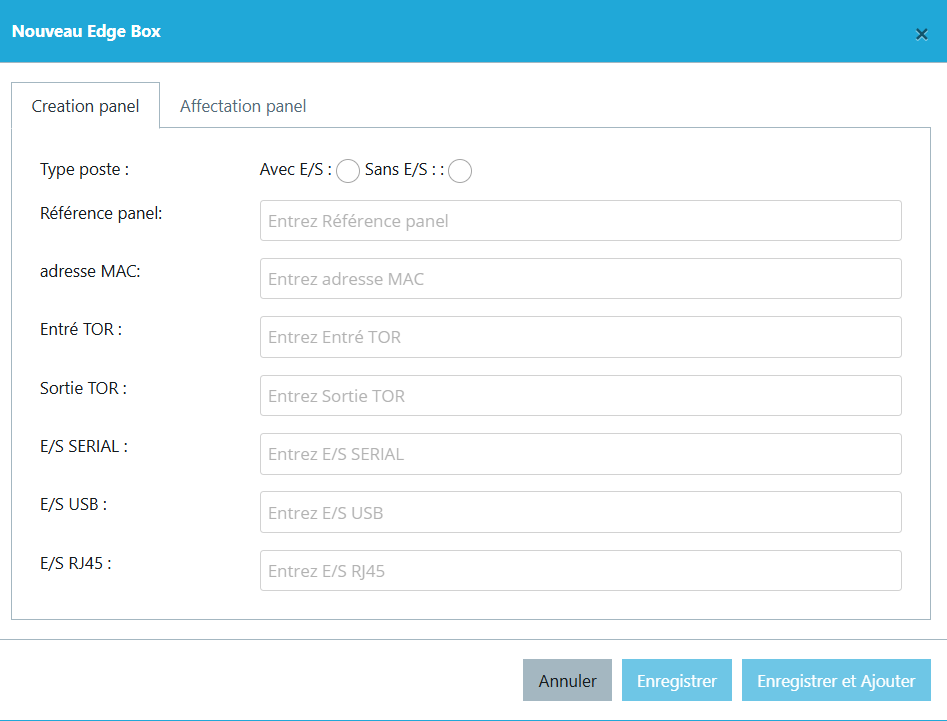 Nouveau Edge Box
×
Creation panel Affectation panel
Type poste : Avec E/S : Sans E/S : :
Référence panel: Entrez Référence panel
adresse MAC: Entrez adresse MAC
Entré TOR : Entrez Entré TOR
Sortie TOR : Entrez Sortie TOR
E/S SERIAL : Entrez E/S SERIAL
E/S USB : Entrez E/S USB
E/S RJ45 : Entrez E/S RJ45
Annuler Enregistrer Enregistrer et Ajouter